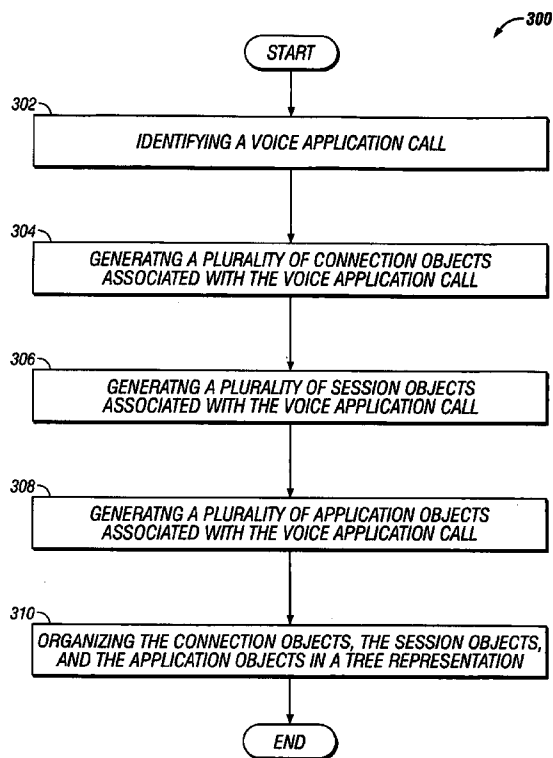 300
START
302
IDENTIFYING A VOICE APPLICATION CALL
304
GENERATNG A PLURALITY OF CONNECTION OBJECTS
ASSOCIATED WITH THE VOICE APPLICATION CALL
306
GENERATNG A PLURALITY OF SESSION OBJECTS
ASSOCIATED WITH THE VOICE APPLICATION CALL
308
GENERATNG A PLURALITY OF APPLICATION OBJECTS
ASSOCIATED WITH THE VOICE APPLICATION CALL
310
ORGANIZING THE CONNECTION OBJECTS, THE SESSION OBJECTS,
AND THE APPLICATION OBJECTS IN A TREE REPRESENTATION
END